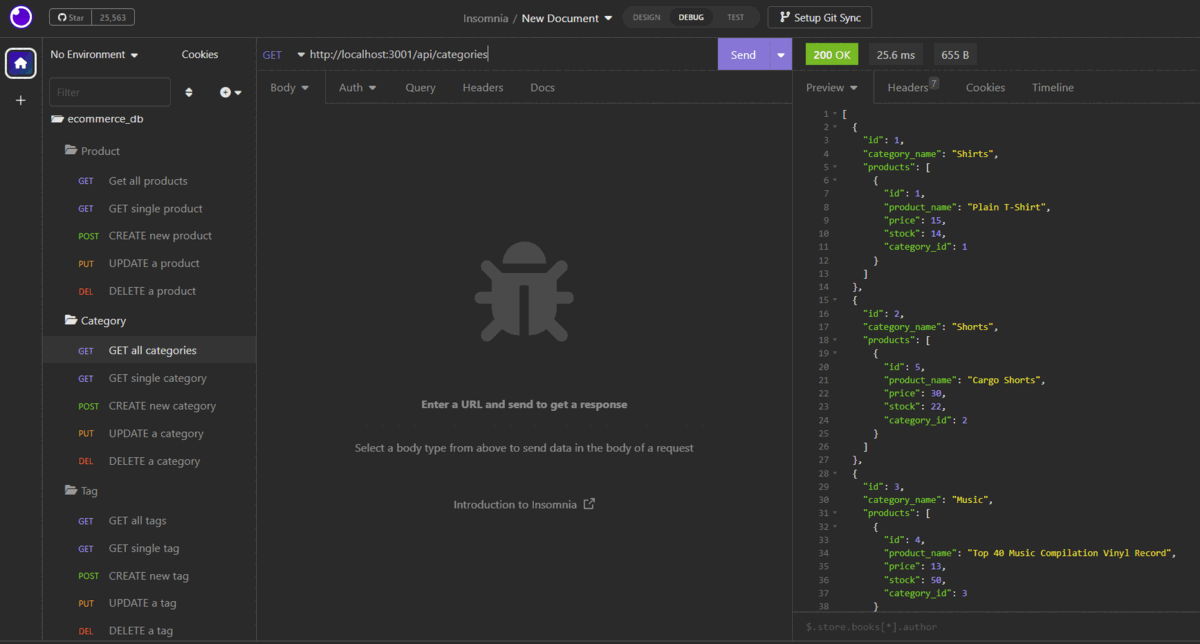 Star 25,563
Insomnia / New Document
DESIGN DEBUG TEST
Setup Git Sync
No Environment
Cookies
Filter
ecommerce_db
Product
GET Get all products
GET GET single product
POST CREATE new product
PUT UPDATE a product
DEL DELETE a product
Category
GET GET all categories
GET GET single category
POST CREATE new category
PUT UPDATE a category
DEL DELETE a category
Tag
GET GET all tags
GET GET single tag
POST CREATE new tag
PUT UPDATE a tag
DEL DELETE a tag
GET http://localhost:3001/api/categories
Send
Body Auth Query Headers Docs
Enter a URL and send to get a response
Select a body type from above to send data in the body of a request
Introduction to Insomnia
200 OK 25.6 ms 655 B
Preview Headers 7 Cookies Timeline
1 [
2 {
3 "id": 1,
4 "category_name": "Shirts",
5 "products": [
6 {
7 "id": 1,
8 "product_name": "Plain T-Shirt",
9 "price": 15,
10 "stock": 14,
11 "category_id": 1
12 }
13 ]
14 },
15 {
16 "id": 2,
17 "category_name": "Shorts",
18 "products": [
19 {
20 "id": 5,
21 "product_name": "Cargo Shorts",
22 "price": 30,
23 "stock": 22,
24 "category_id": 2
25 }
26 ]
27 },
28 {
29 "id": 3,
30 "category_name": "Music",
31 "products": [
32 {
33 "id": 4,
34 "product_name": "Top 40 Music Compilation Vinyl Record",
35 "price": 13,
36 "stock": 50,
37 "category_id": 3
38 }
$.store.books[*].author